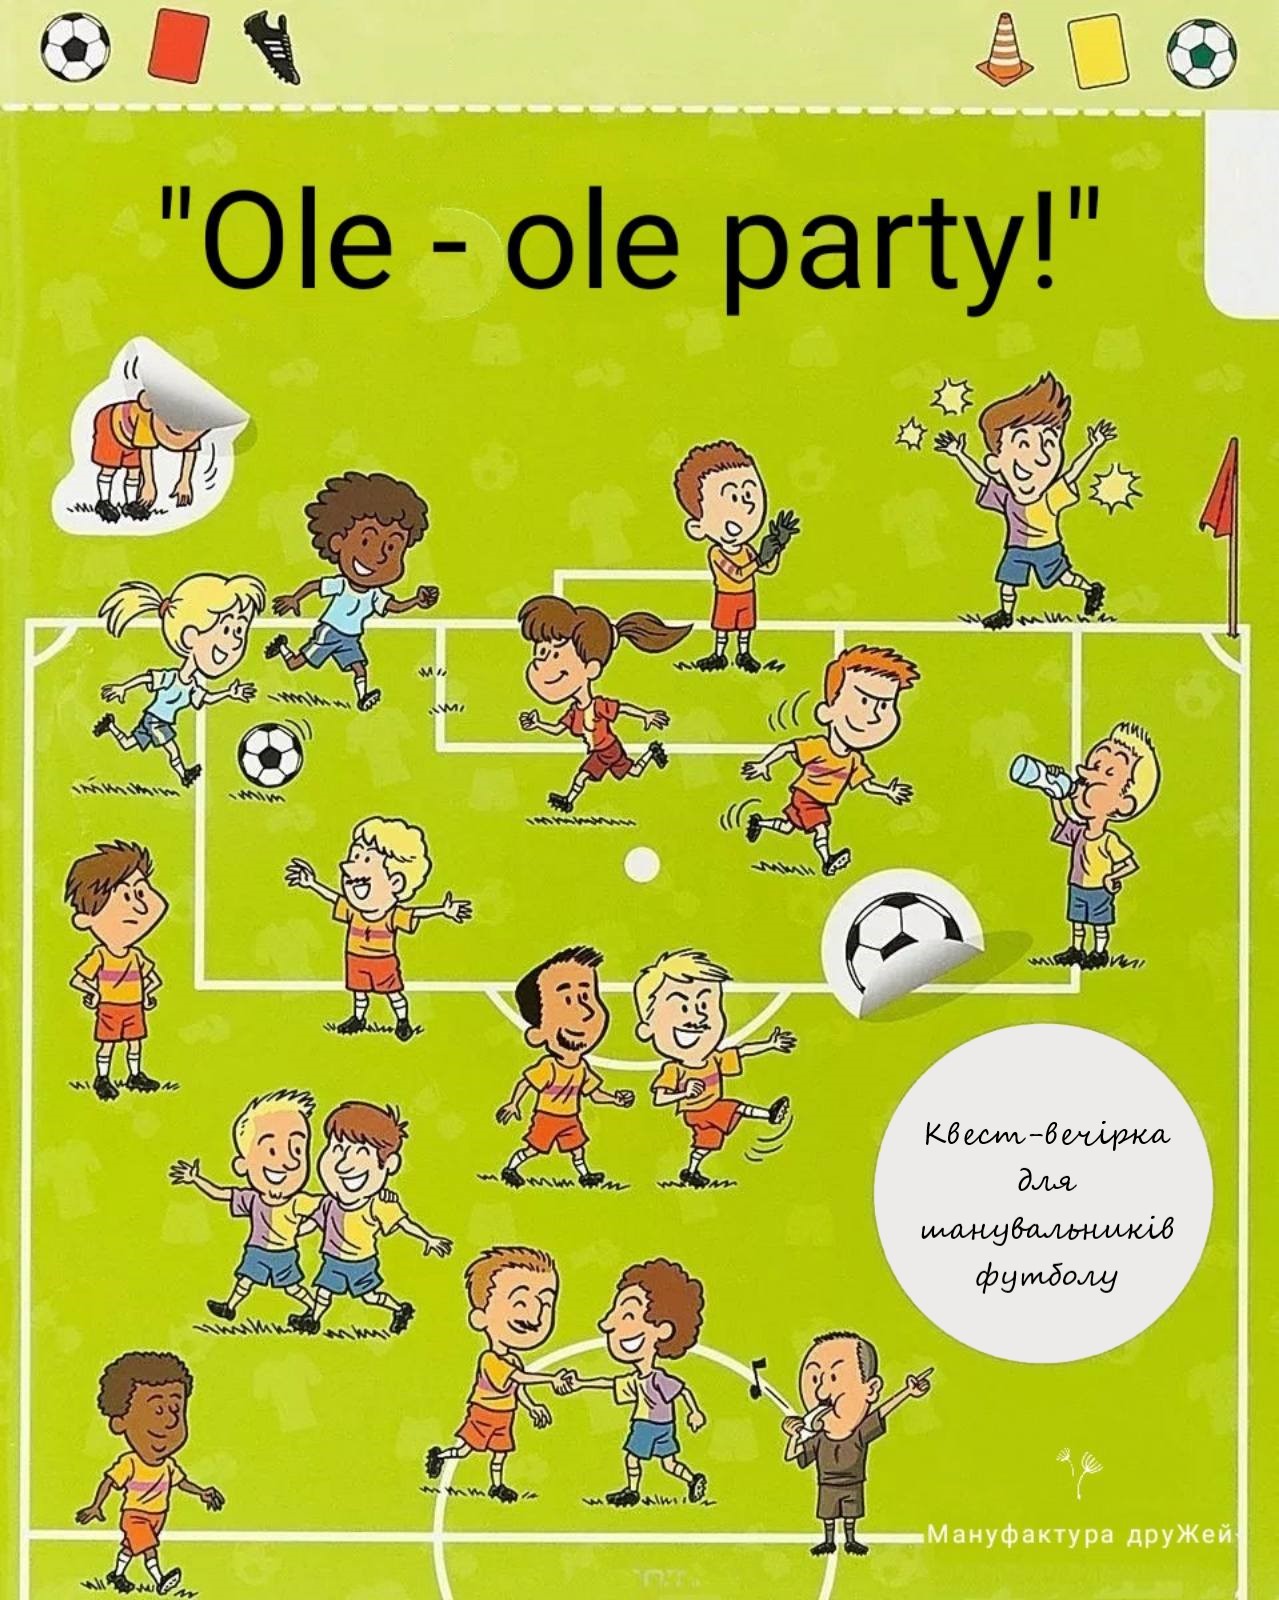 "Ole - ole party!"
Квест-вечірка
для
шанувальників
футболу
Мануфактура друЖей